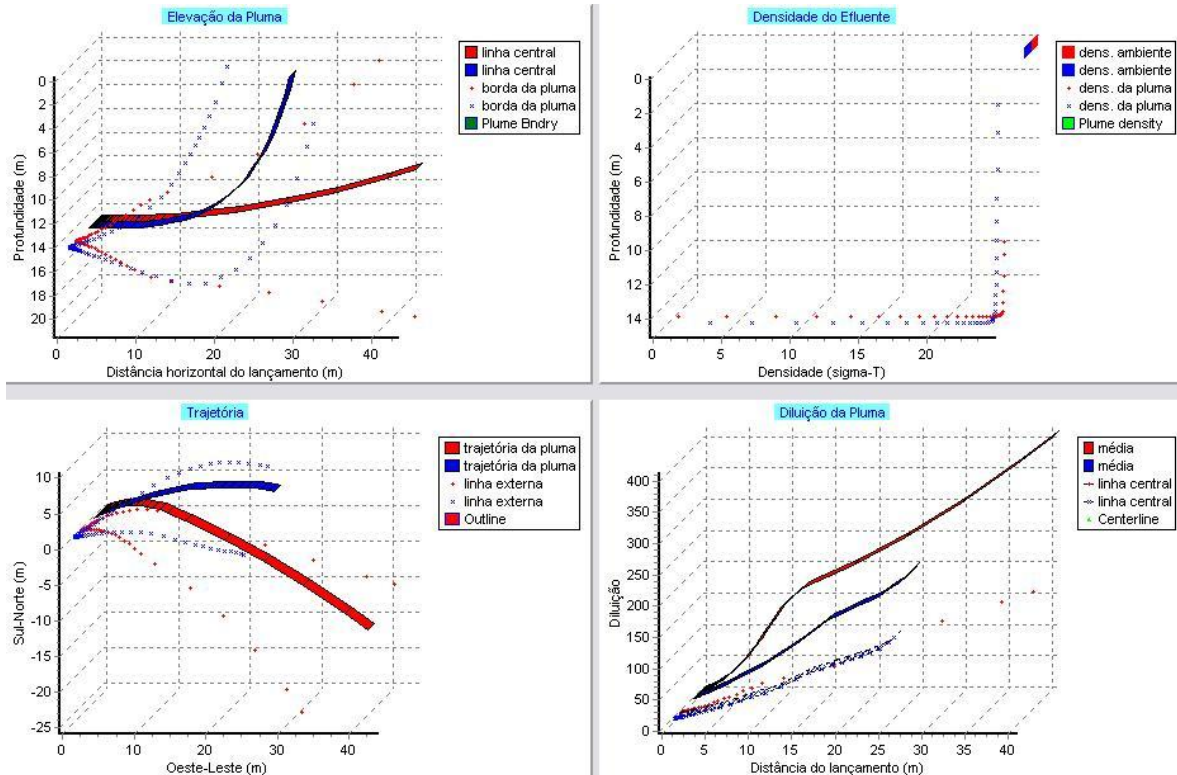 Elevação da Pluma
linha central
linha central
borda da pluma
borda da pluma
Plume Bndry
Profundidade (m)
0
2
4
6
8
10
12
14
16
18
20
0 10 20 30 40
Distância horizontal do lançamento (m)
Densidade do Efluente
dens. ambiente
dens. ambiente
dens. da pluma
dens. da pluma
Plume density
Profundidade (m)
0
2
4
6
8
10
12
14
0 5 10 15 20
Densidade (sigma-T)
Trajetória
trajetória da pluma
trajetória da pluma
linha externa
linha externa
Outline
Sul-Norte (m)
10
5
0
-5
-10
-15
-20
-25
0 10 20 30 40
Oeste-Leste (m)
Diluição da Pluma
média
média
linha central
linha central
Centerline
Diluição
400
350
300
250
200
150
100
50
0
0 5 10 15 20 25 30 35 40
Distância do lançamento (m)